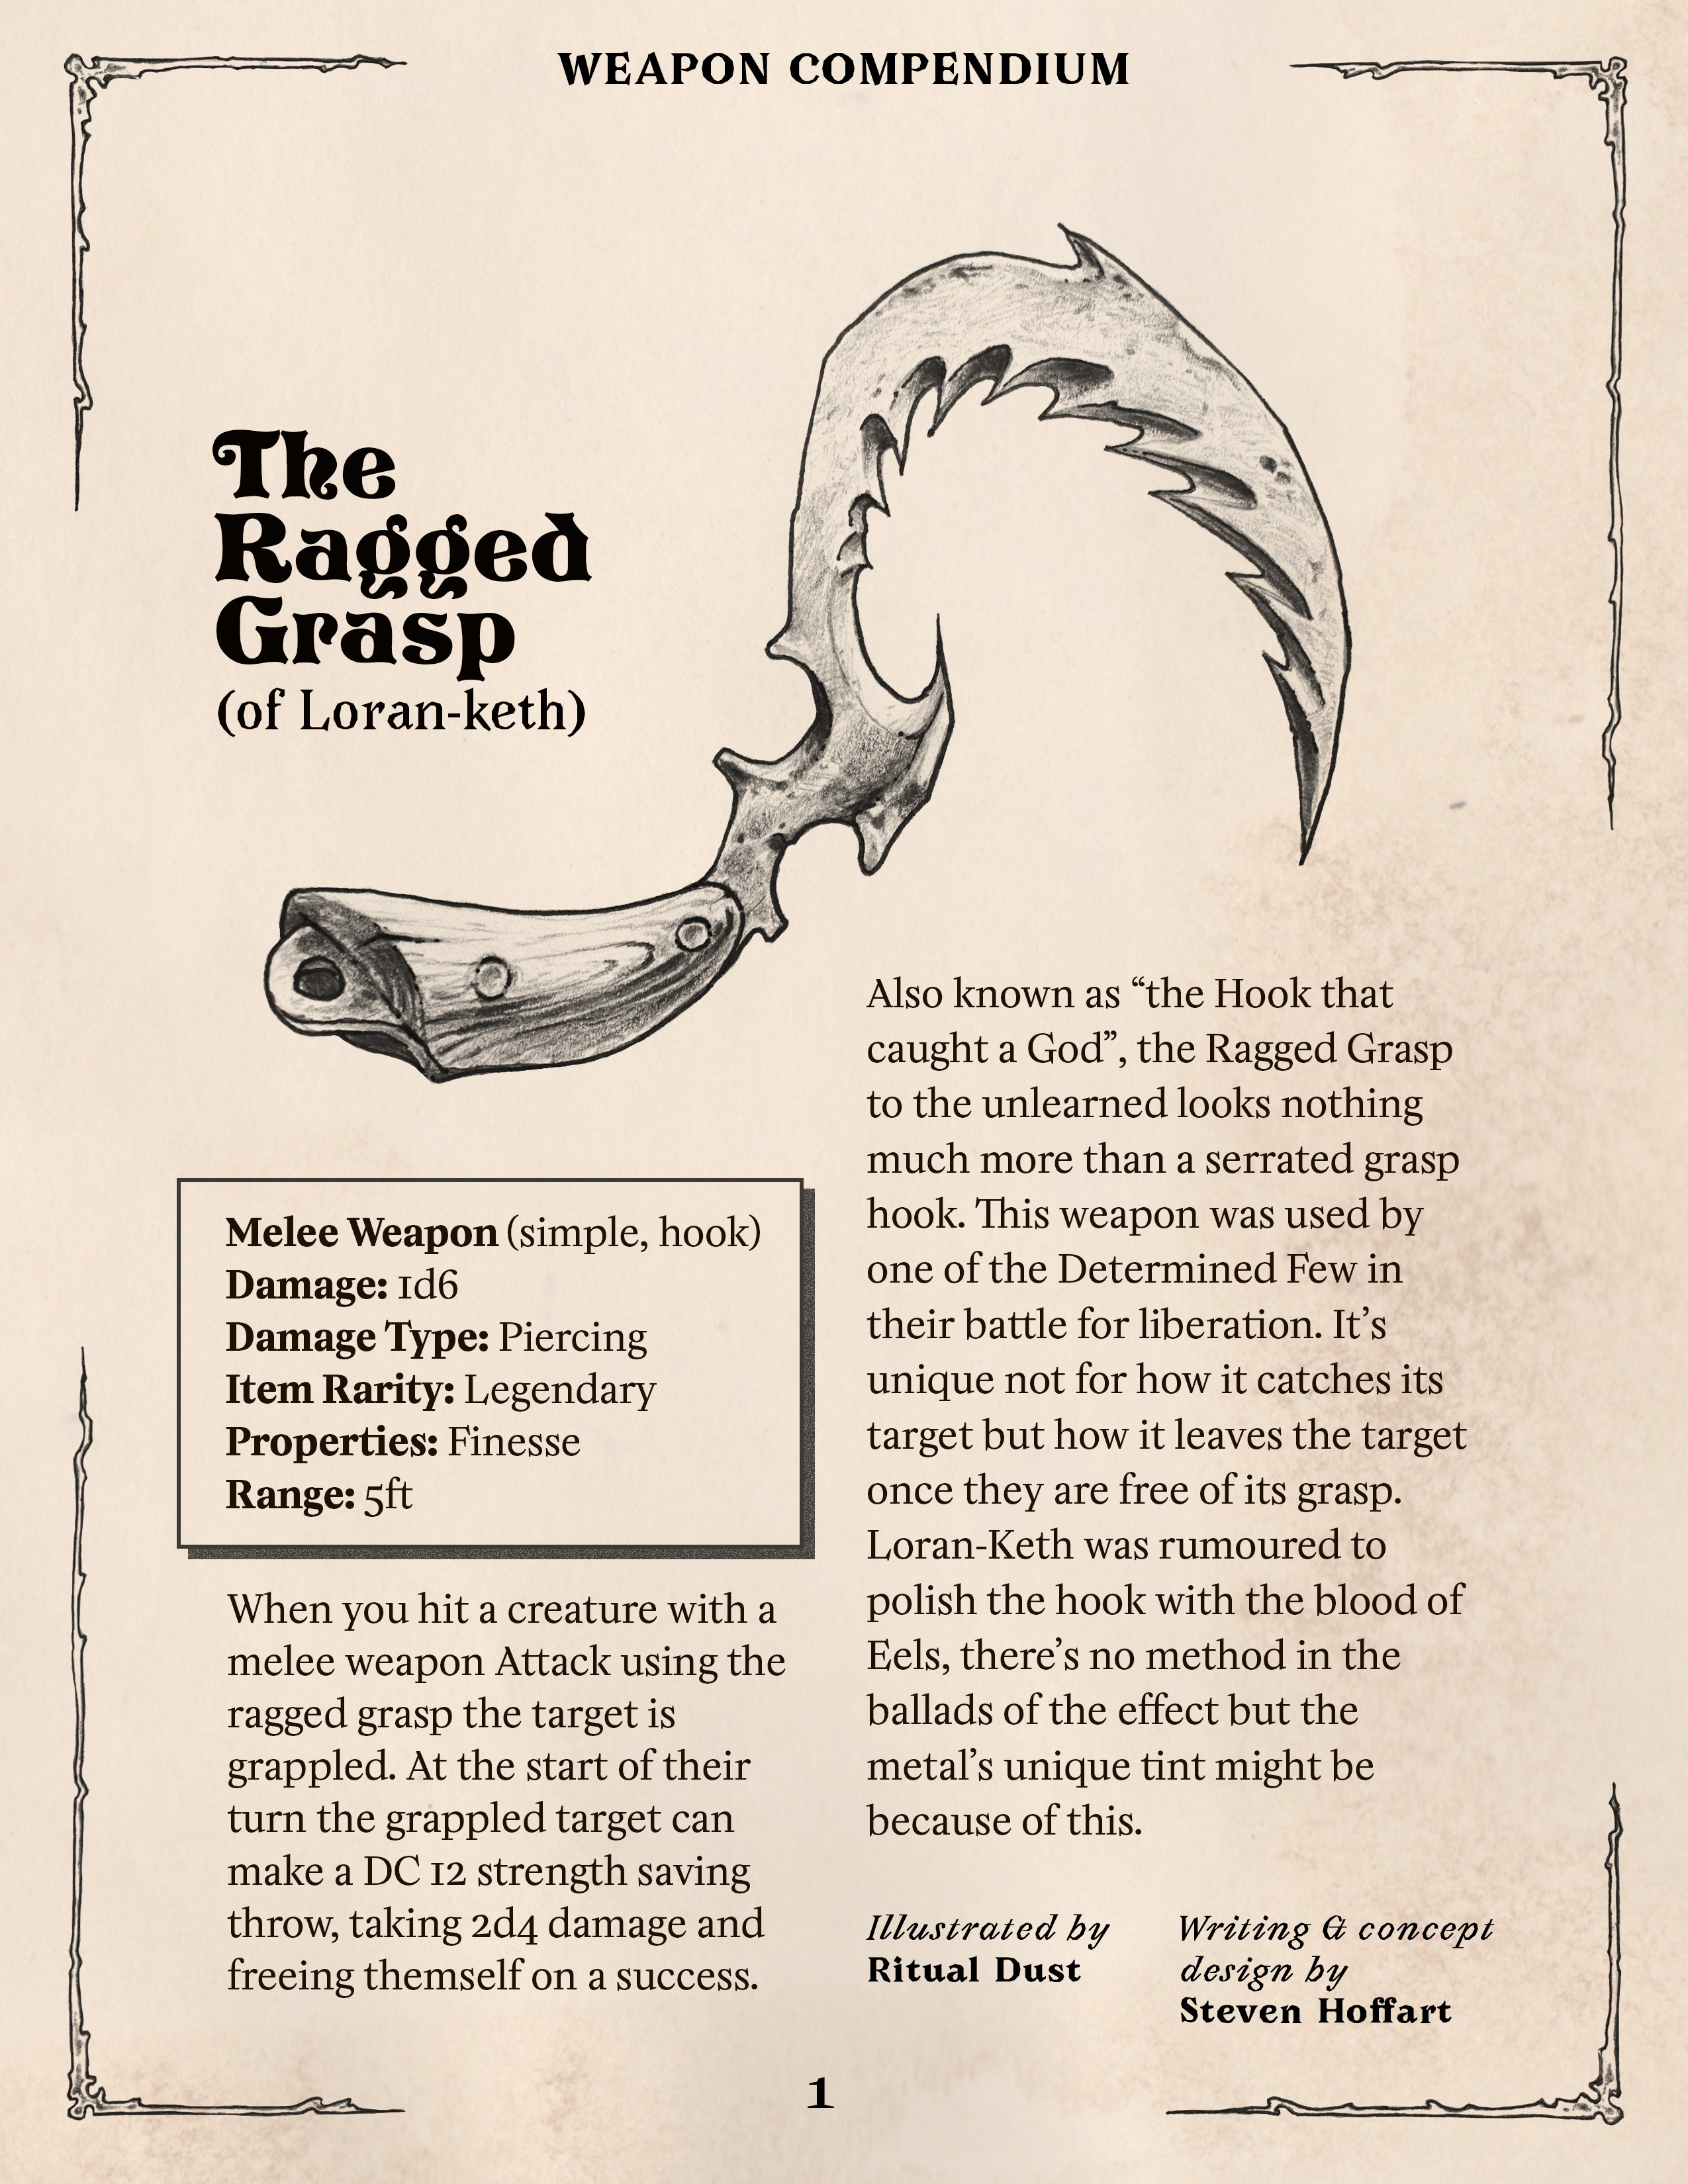 WEAPON COMPENDIUM
The
Ragged
Grasp
(of Loran-keth)
Melee Weapon (simple, hook)
Damage: 1d6
Damage Type: Piercing
Item Rarity: Legendary
Properties: Finesse
Range: 5ft
When you hit a creature with a
melee weapon Attack using the
ragged grasp the target is
grappled. At the start of their
turn the grappled target can
make a DC 12 strength saving
throw, taking 2d4 damage and
freeing themself on a success.
Also known as “the Hook that
caught a God”, the Ragged Grasp
to the unlearned looks nothing
much more than a serrated grasp
hook. This weapon was used by
one of the Determined Few in
their battle for liberation. It’s
unique not for how it catches its
target but how it leaves the target
once they are free of its grasp.
Loran-Keth was rumoured to
polish the hook with the blood of
Eels, there’s no method in the
ballads of the effect but the
metal’s unique tint might be
because of this.
Illustrated by
Ritual Dust
Writing & concept
design by
Steven Hoffart
1